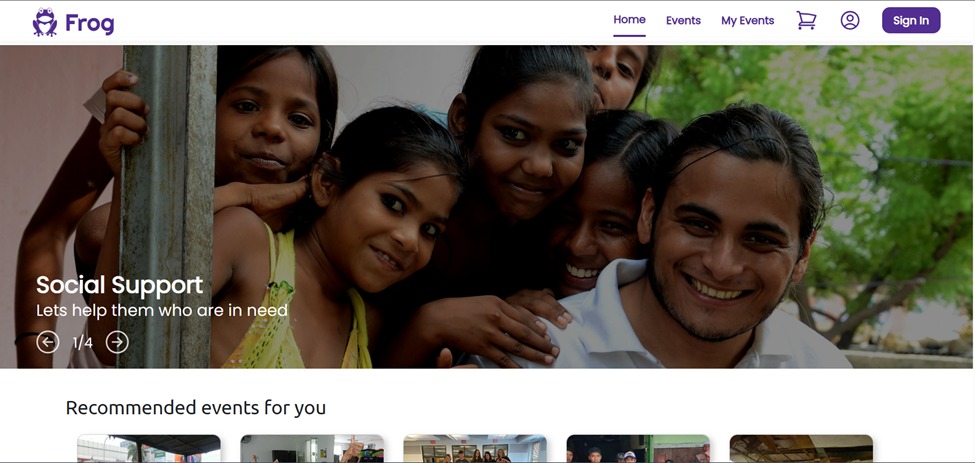 Frog
Home Events My Events Sign In
Social Support
Lets help them who are in need
1/4
Recommended events for you